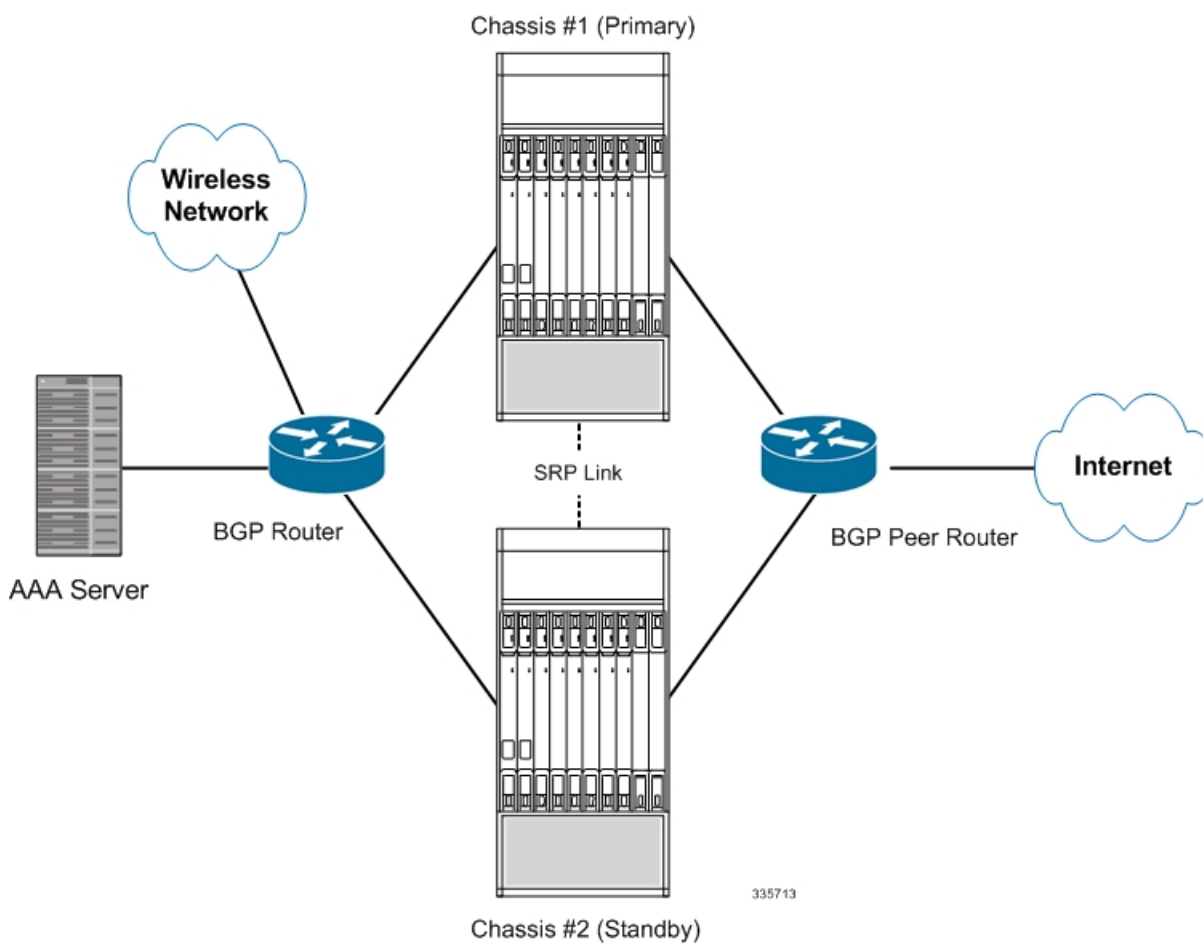 Chassis #1 (Primary)
Wireless
Network
SRP Link
Internet
BGP Router
BGP Peer Router
AAA Server
335713
Chassis #2 (Standby)